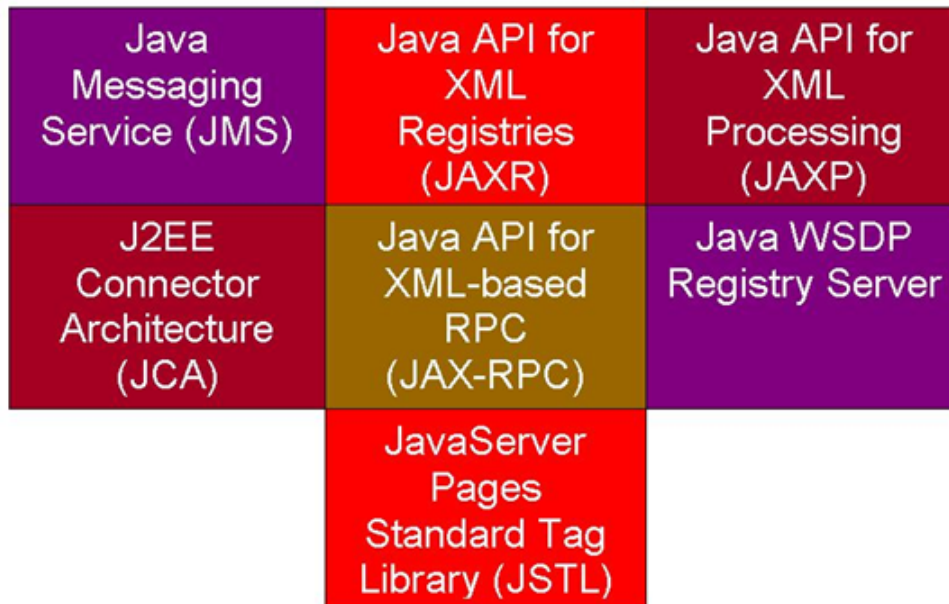 Java
Messaging
Service (JMS)
Java API for
XML
Registries
(JAXR)
Java API for
XML
Processing
(JAXP)
J2EE
Connector
Architecture
(JCA)
Java API for
XML-based
RPC
(JAX-RPC)
Java WSDP
Registry Server
JavaServer
Pages
Standard Tag
Library (JSTL)